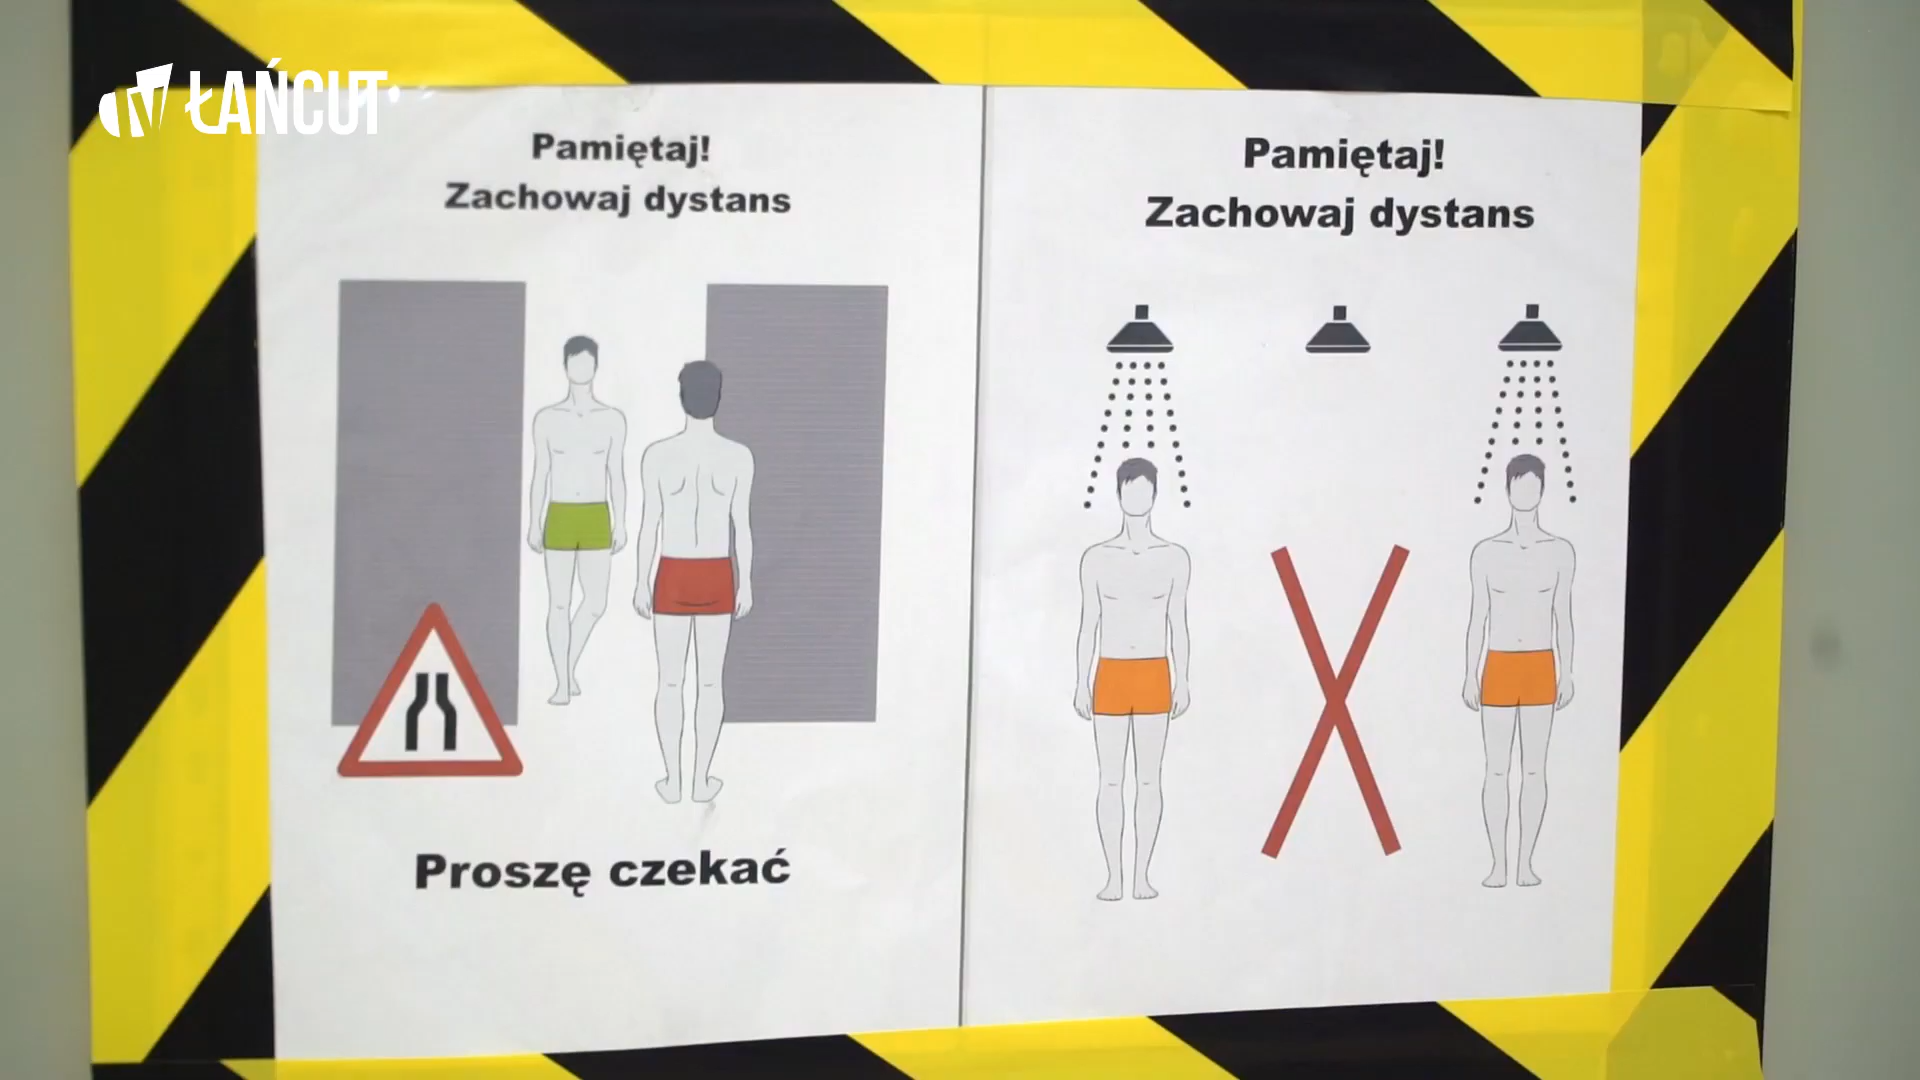 ŁAŃCUT
Pamiętaj!
Zachowaj dystans
Proszę czekać
Pamiętaj!
Zachowaj dystans